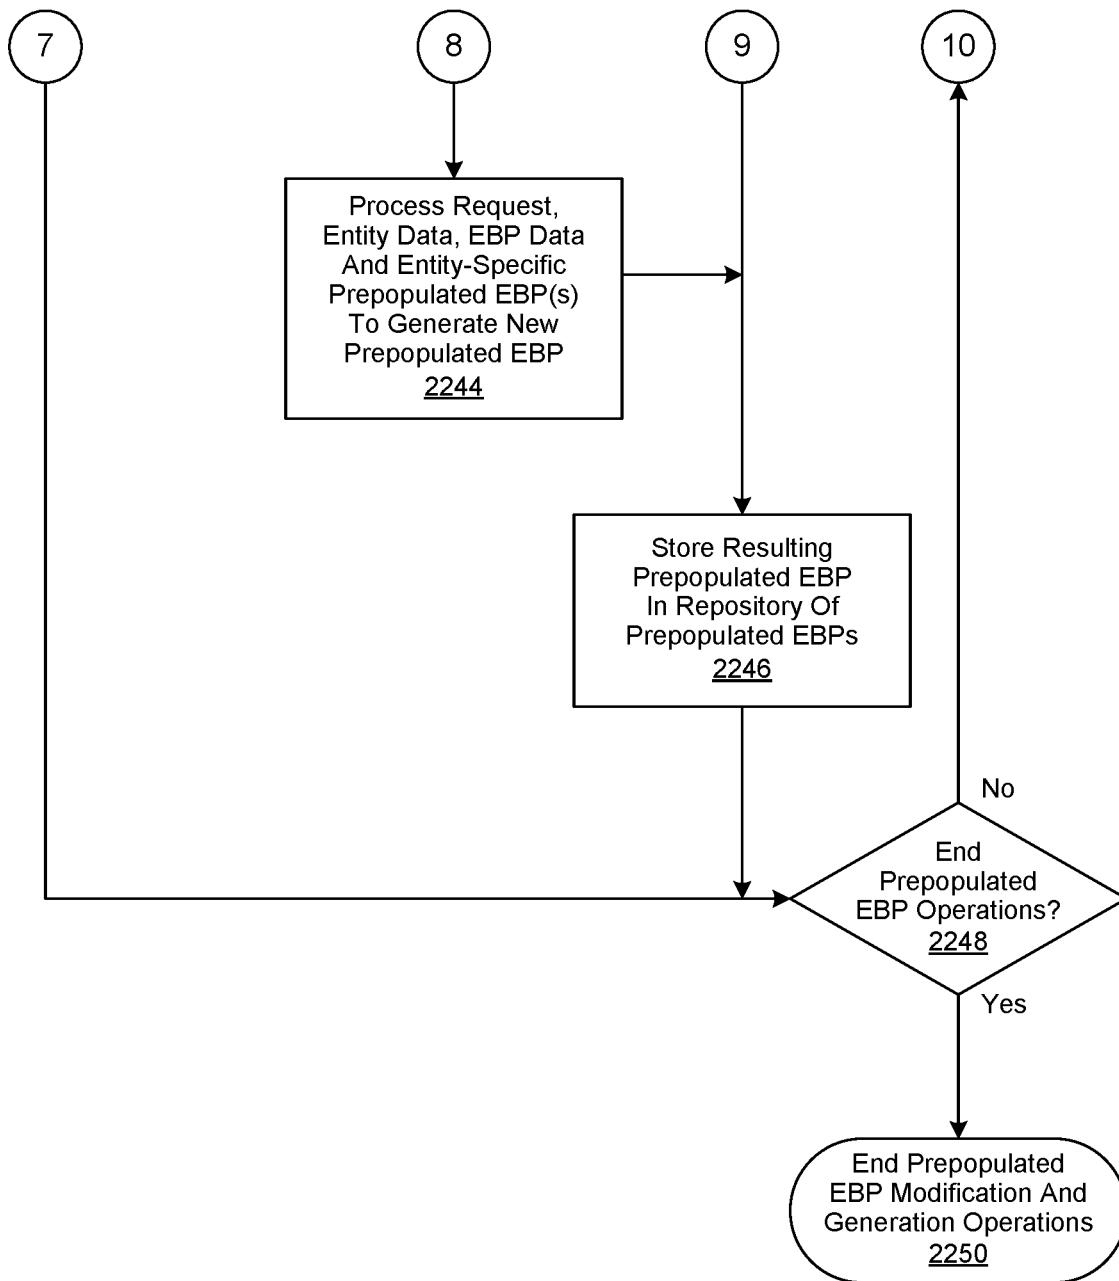 7
8
9
10
Process Request,
Entity Data, EBP Data
And Entity-Specific
Prepopulated EBP(s)
To Generate New
Prepopulated EBP
2244
Store Resulting
Prepopulated EBP
In Repository Of
Prepopulated EBPs
2246
No
End
Prepopulated
EBP Operations?
2248
Yes
End Prepopulated
EBP Modification And
Generation Operations
2250